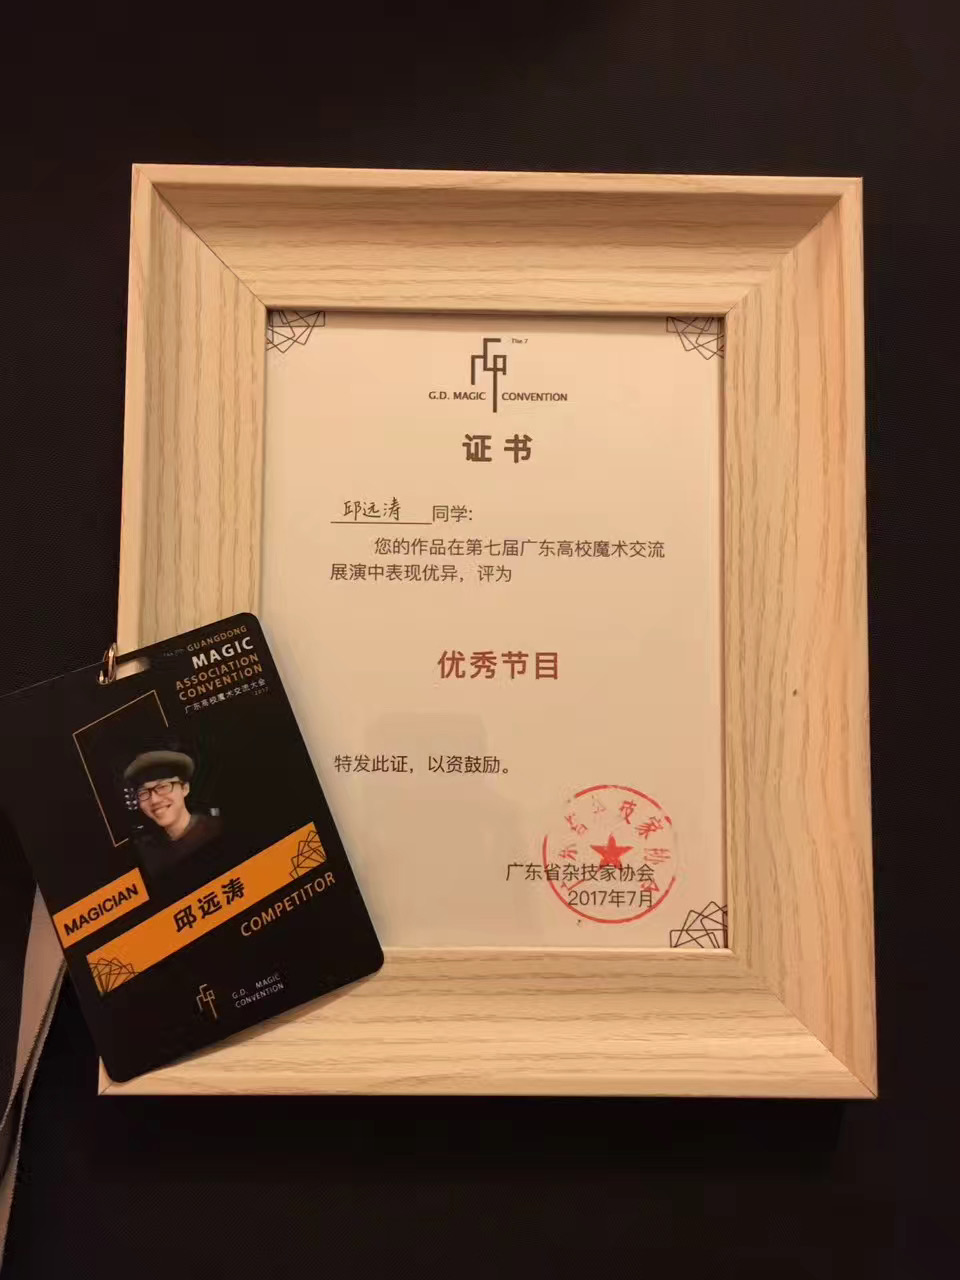 The 7
G.D. MAGIC CONVENTION
证书
邱远涛 同学:
您的作品在第七届广东高校魔术交流
展演中表现优异，评为
优秀节目
特发此证，以资鼓励。
广东省杂技家协会
2017年7月
The 7th GUANGDONG
MAGIC
ASSOCIATION
CONVENTION
广东高校魔术交流大会
2017
MAGICIAN
邱远涛
COMPETITOR
G.D. MAGIC
CONVENTION